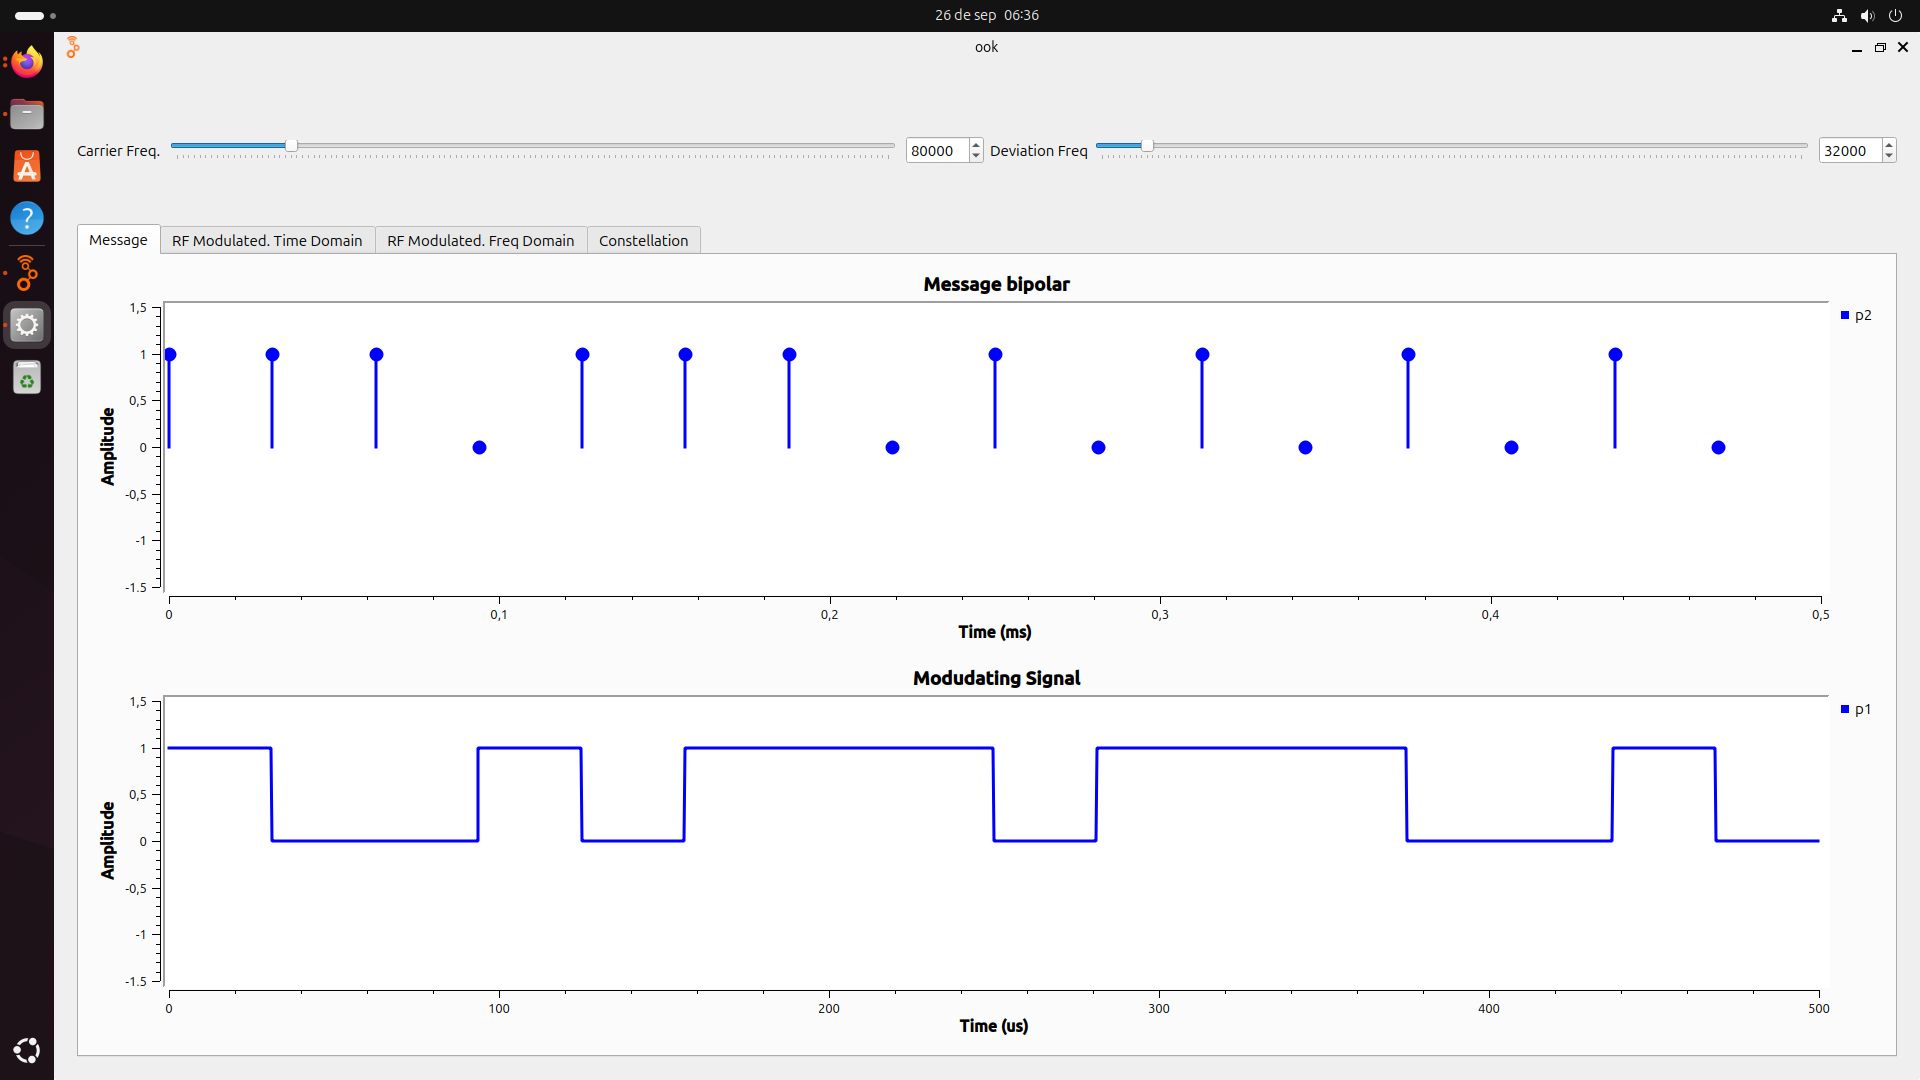 26 de sep 06:36
ook
Carrier Freq. 80000 Deviation Freq 32000
Message RF Modulated. Time Domain RF Modulated. Freq Domain Constellation
Message bipolar
1,5
1
0,5
0
-0,5
-1
-1.5
Amplitude
p2
0 0,1 0,2 0,3 0,4 0,5
Time (ms)
Modudating Signal
1,5
1
0,5
0
-0,5
-1
-1.5
Amplitude
p1
0 100 200 300 400 500
Time (us)